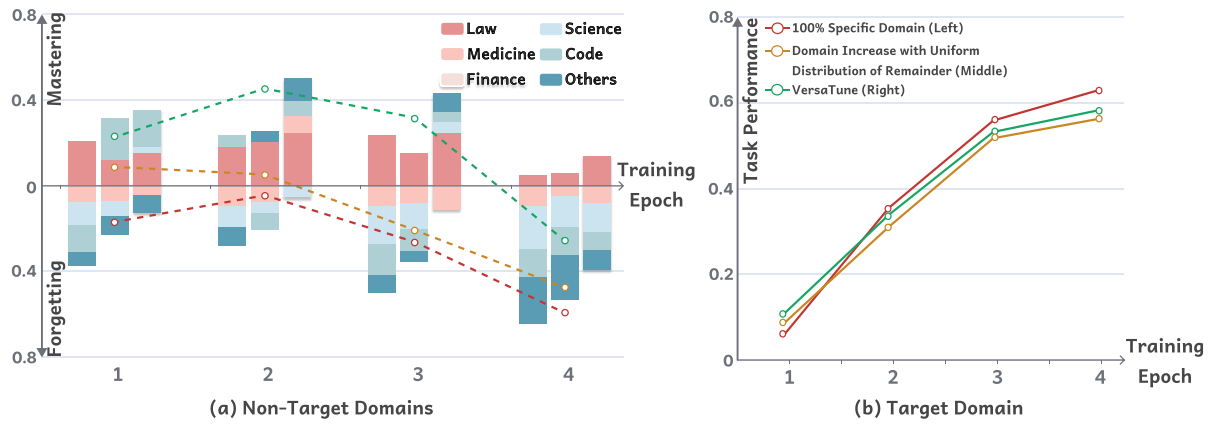 0.8
0.4
0
0.4
0.8
Mastering
Forgetting
Law
Science
Medicine
Code
Finance
Others
Training
Epoch
1
2
3
4
(a) Non-Target Domains
0.8
0.6
0.4
0.2
0
Task Performance
100% Specific Domain (Left)
Domain Increase with Uniform
Distribution of Remainder (Middle)
VersaTune (Right)
Training
Epoch
1
2
3
4
(b) Target Domain